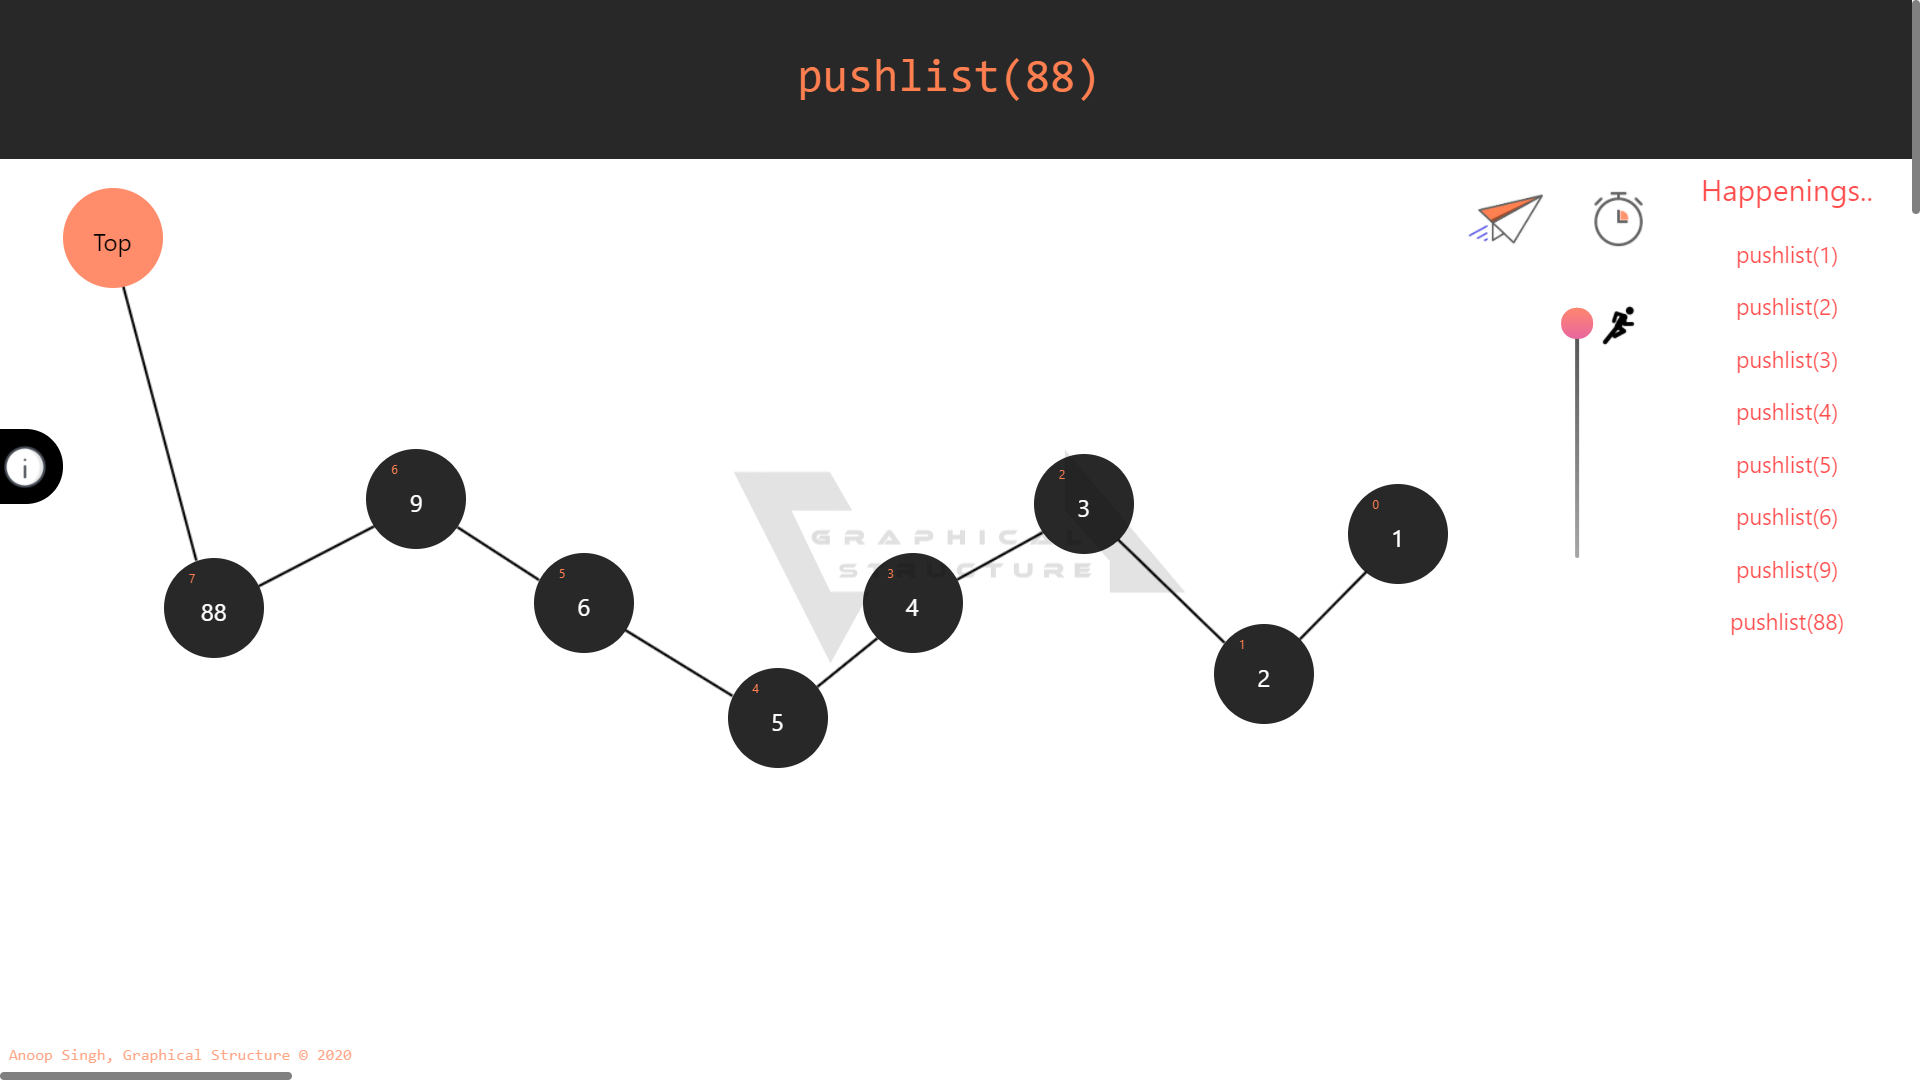 pushlist(88)
Top
Happenings..
pushlist(1)
pushlist(2)
pushlist(3)
pushlist(4)
pushlist(5)
pushlist(6)
pushlist(9)
pushlist(88)
i
7
88
6
9
5
6
4
5
3
4
2
3
1
2
0
1
GRAPHICAL
STRUCTURE
Anoop Singh, Graphical Structure © 2020